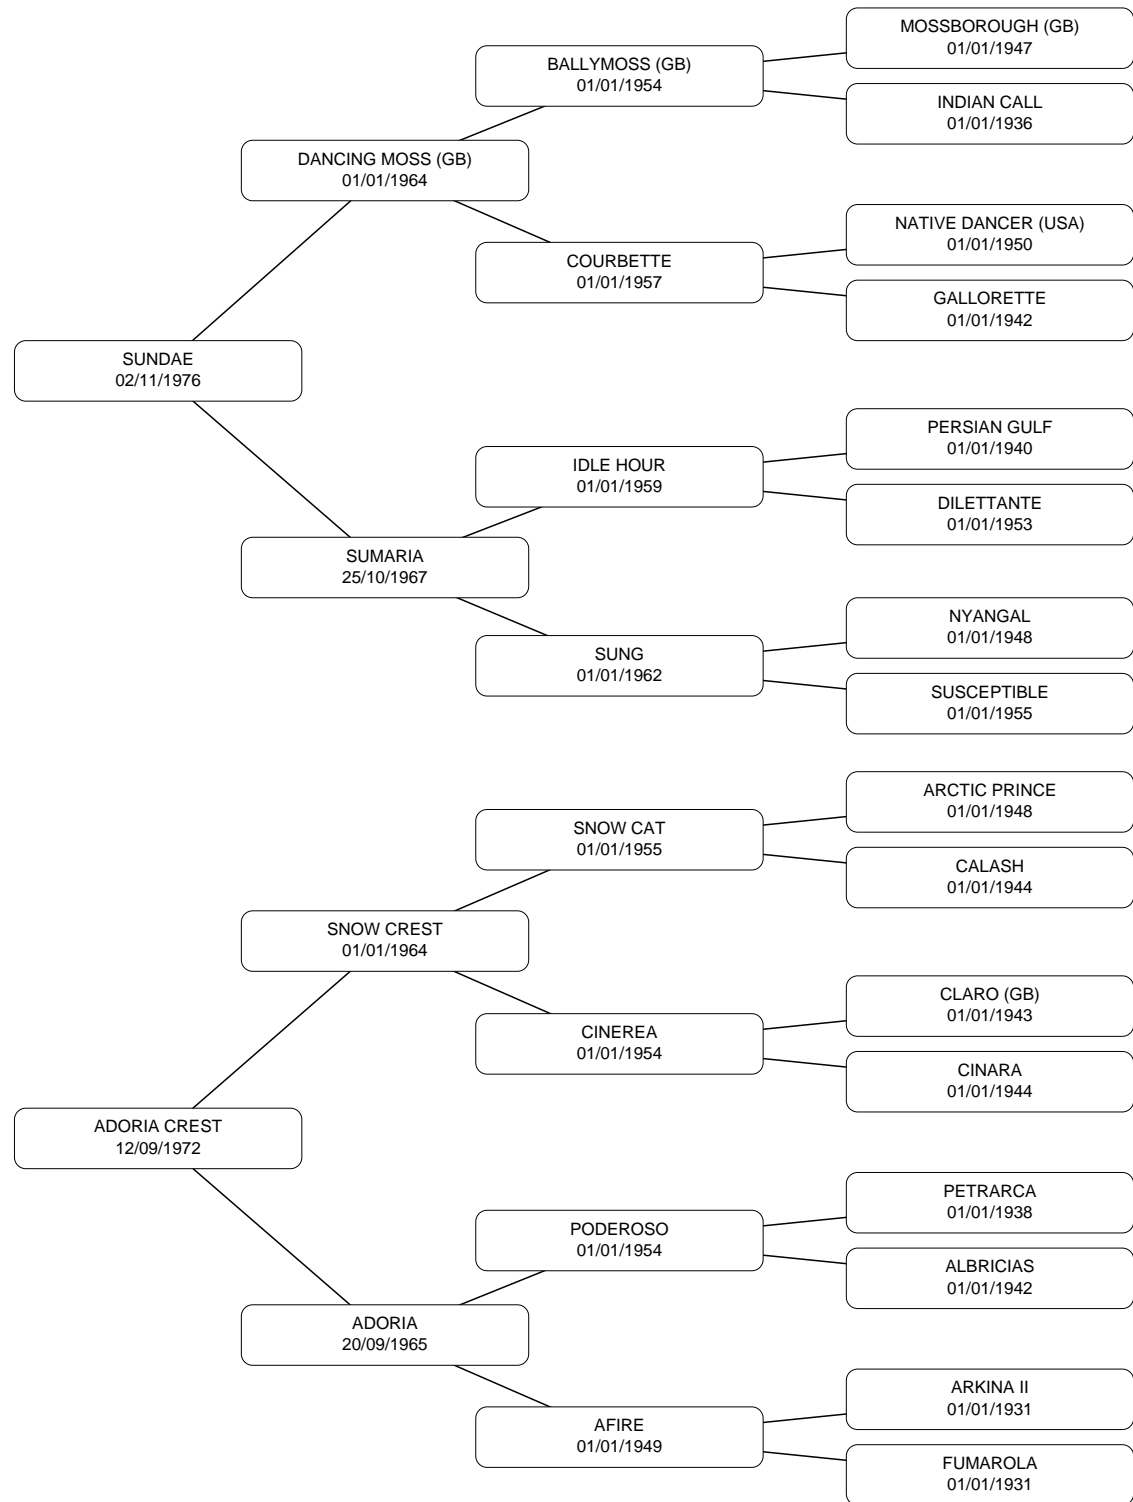 MOSSBOROUGH (GB)
01/01/1947
BALLYMOSS (GB)
01/01/1954
INDIAN CALL
01/01/1936
DANCING MOSS (GB)
01/01/1964
NATIVE DANCER (USA)
01/01/1950
COURBETTE
01/01/1957
GALLORETTE
01/01/1942
SUNDAE
02/11/1976
PERSIAN GULF
01/01/1940
IDLE HOUR
01/01/1959
DILETTANTE
01/01/1953
SUMARIA
25/10/1967
NYANGAL
01/01/1948
SUNG
01/01/1962
SUSCEPTIBLE
01/01/1955
ARCTIC PRINCE
01/01/1948
SNOW CAT
01/01/1955
CALASH
01/01/1944
SNOW CREST
01/01/1964
CLARO (GB)
01/01/1943
CINEREA
01/01/1954
CINARA
01/01/1944
ADORIA CREST
12/09/1972
PETRARCA
01/01/1938
PODEROSO
01/01/1954
ALBRICIAS
01/01/1942
ADORIA
20/09/1965
ARKINA II
01/01/1931
AFIRE
01/01/1949
FUMAROLA
01/01/1931